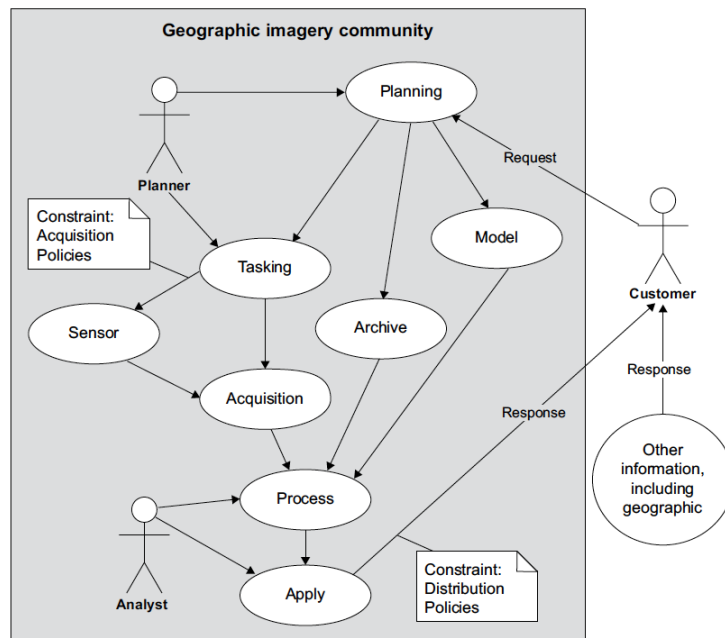 Geographic imagery community
Planning
Request
Planner
Constraint:
Acquisition
Policies
Model
Tasking
Customer
Sensor
Archive
Response
Acquisition
Response
Other
information,
including
geographic
Process
Constraint:
Distribution
Policies
Apply
Analyst